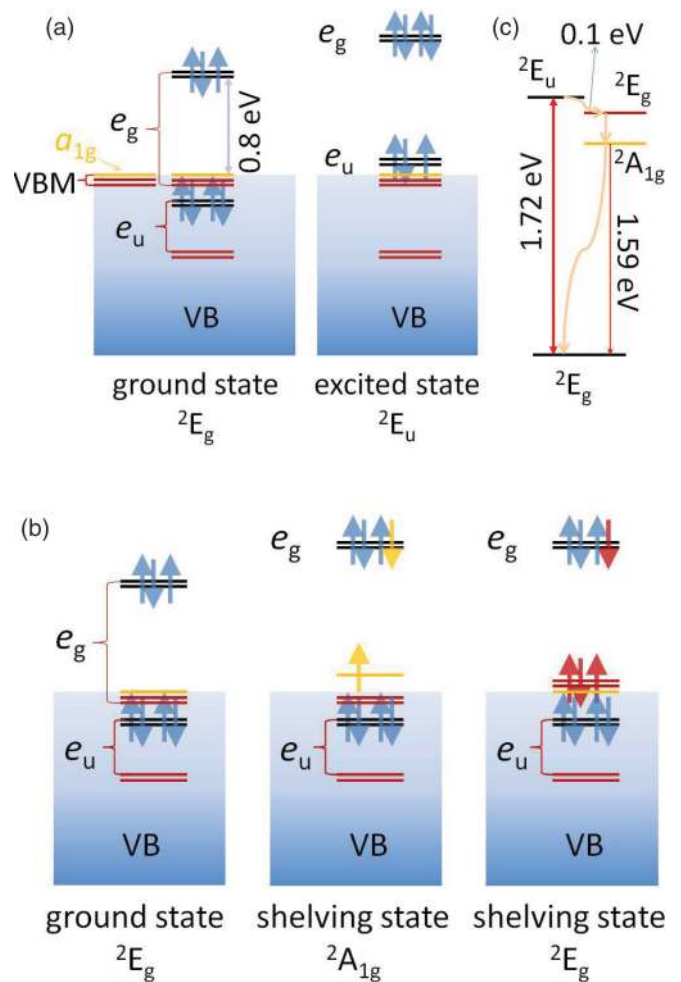 (a)
e_g
0.8 eV
a_1g
VBM
e_u
VB
ground state
²E_g
e_g
e_u
VB
excited state
²E_u
(c)
0.1 eV
²E_u
²E_g
²A_1g
1.72 eV
1.59 eV
²E_g
(b)
e_g
e_u
VB
ground state
²E_g
e_g
e_u
VB
shelving state
²A_1g
e_g
e_u
VB
shelving state
²E_g